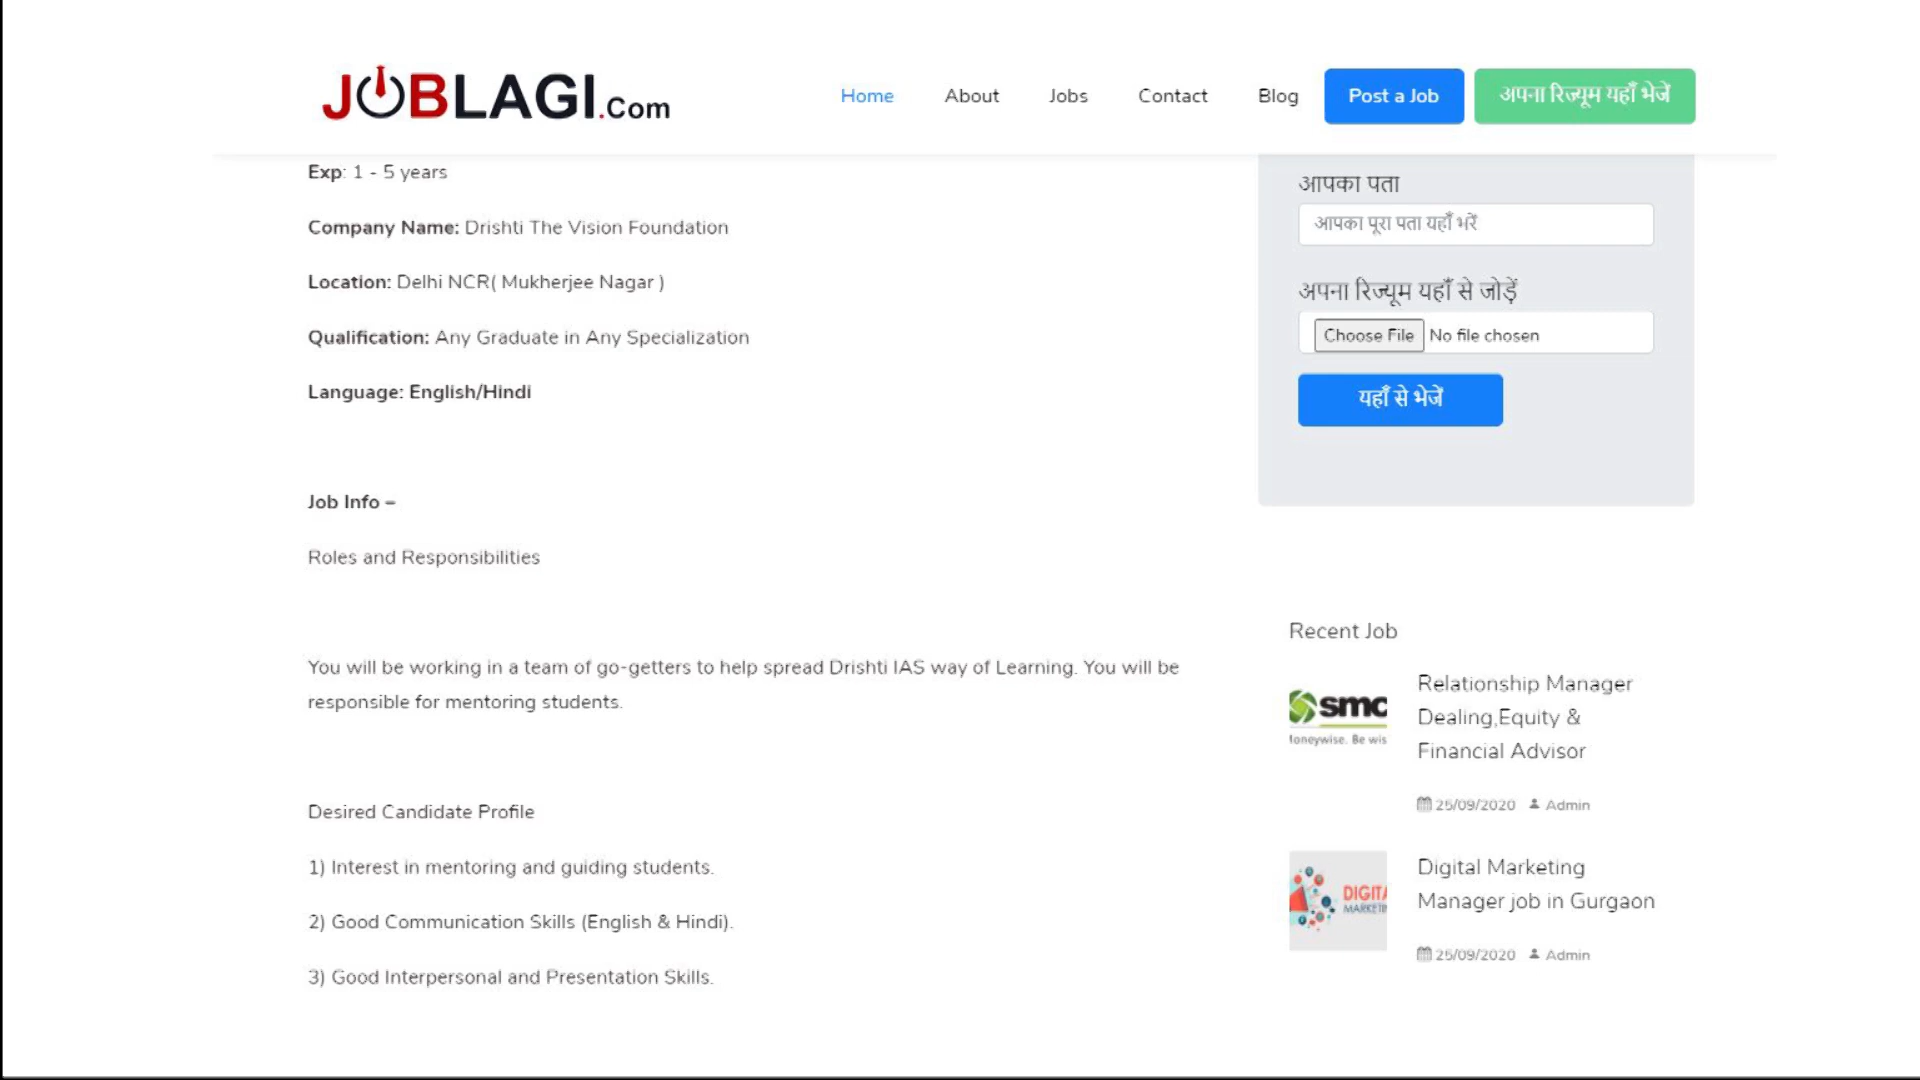 JOBLAGI.Com
Home
About
Jobs
Contact
Blog
Post a Job
अपना रिज्यूम यहाँ भेजें
Exp: 1 - 5 years
Company Name: Drishti The Vision Foundation
Location: Delhi NCR( Mukherjee Nagar )
Qualification: Any Graduate in Any Specialization
Language: English/Hindi
Job Info –
Roles and Responsibilities
You will be working in a team of go-getters to help spread Drishti IAS way of Learning. You will be
responsible for mentoring students.
Desired Candidate Profile
1) Interest in mentoring and guiding students.
2) Good Communication Skills (English & Hindi).
3) Good Interpersonal and Presentation Skills.
आपका पता
आपका पूरा पता यहाँ भरें
अपना रिज्यूम यहाँ से जोड़ें
Choose File No file chosen
यहाँ से भेजें
Recent Job
smc
Moneywise. Be wis
Relationship Manager
Dealing,Equity &
Financial Advisor
25/09/2020 Admin
DIGITA
MARKETIN
Digital Marketing
Manager job in Gurgaon
25/09/2020 Admin